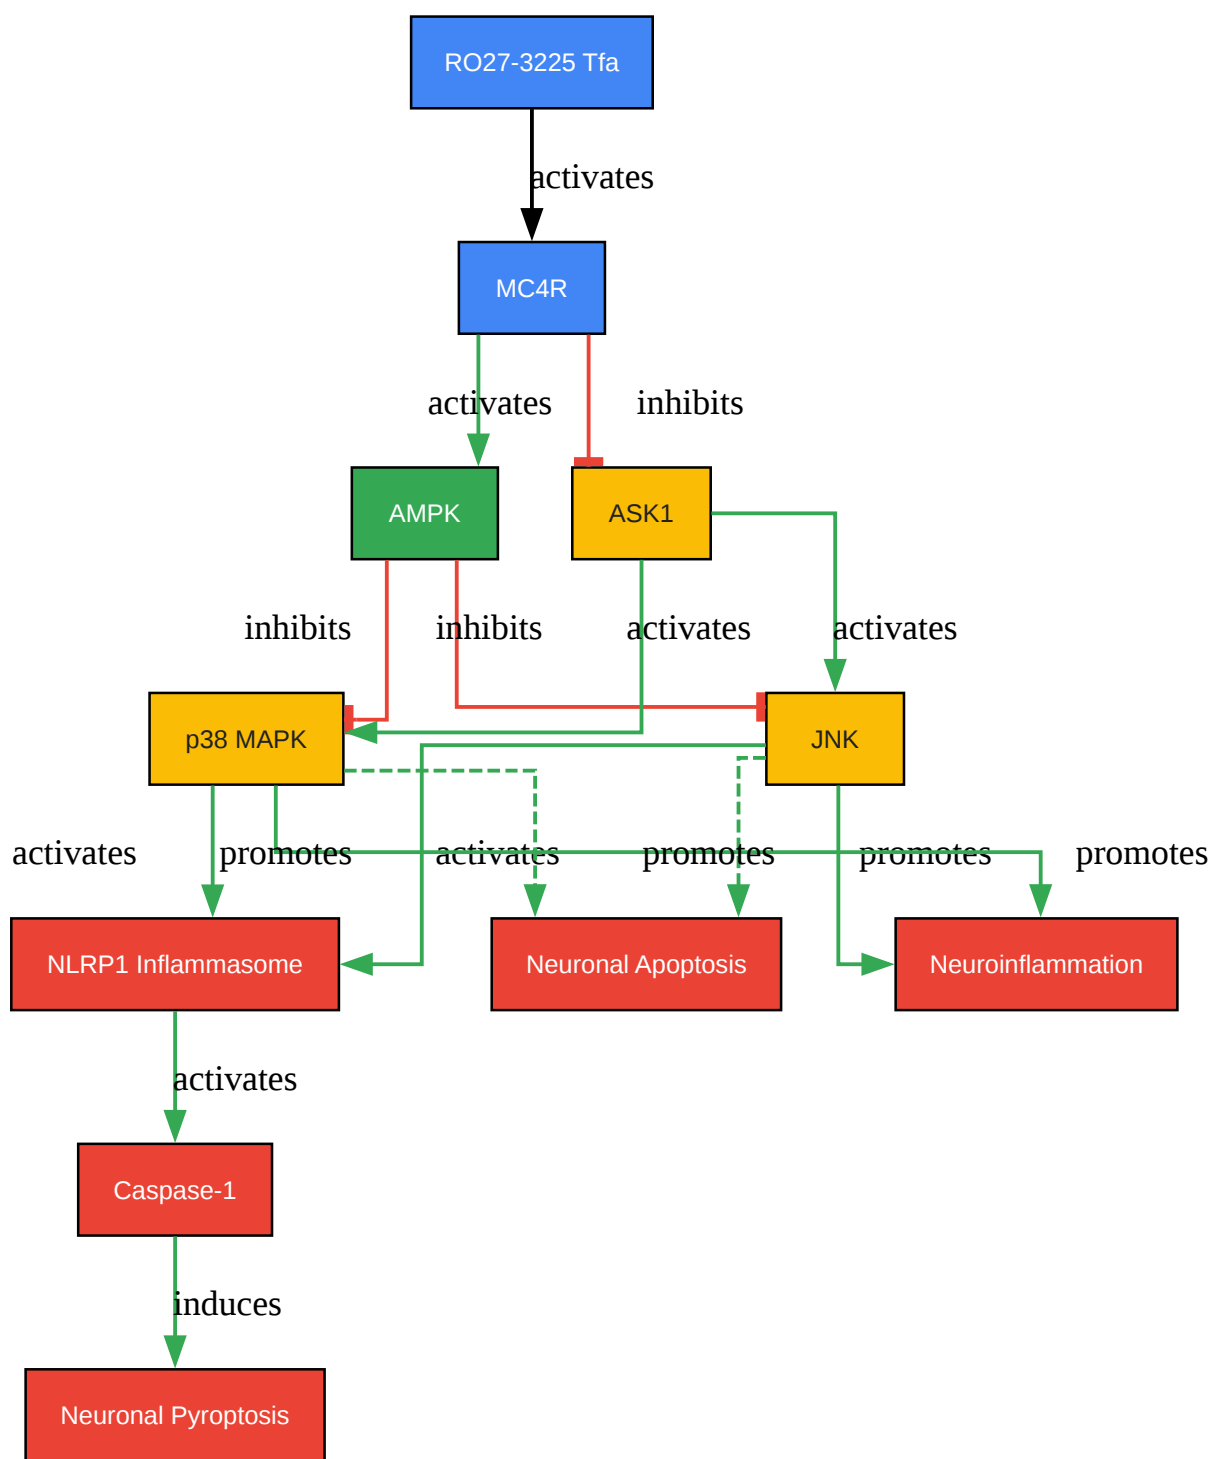 RO27-3225 Tfa
activates
MC4R
activates
inhibits
AMPK
ASK1
inhibits
inhibits
activates
activates
p38 MAPK
JNK
activates
promotes
activates
promotes
promotes
promotes
NLRP1 Inflammasome
Neuronal Apoptosis
Neuroinflammation
activates
Caspase-1
induces
Neuronal Pyroptosis